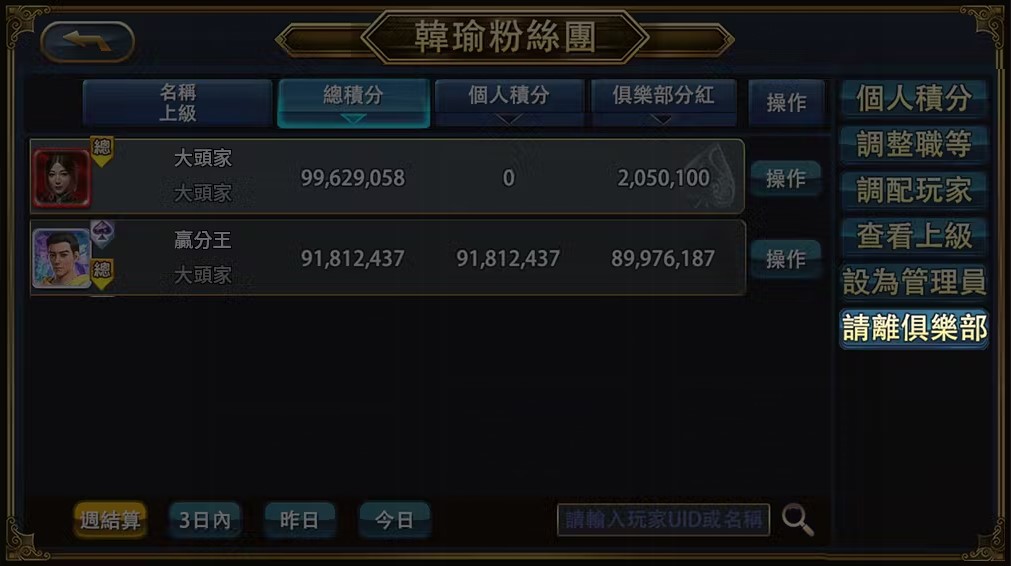 韓瑜粉絲團
名稱
上級
總積分
個人積分
俱樂部分紅
操作
總
大頭家
大頭家
99,629,058
0
2,050,100
操作
總
贏分王
大頭家
91,812,437
91,812,437
89,976,187
操作
個人積分
調整職等
調配玩家
查看上級
設為管理員
請離俱樂部
週結算
3日內
昨日
今日
請輸入玩家UID或名稱